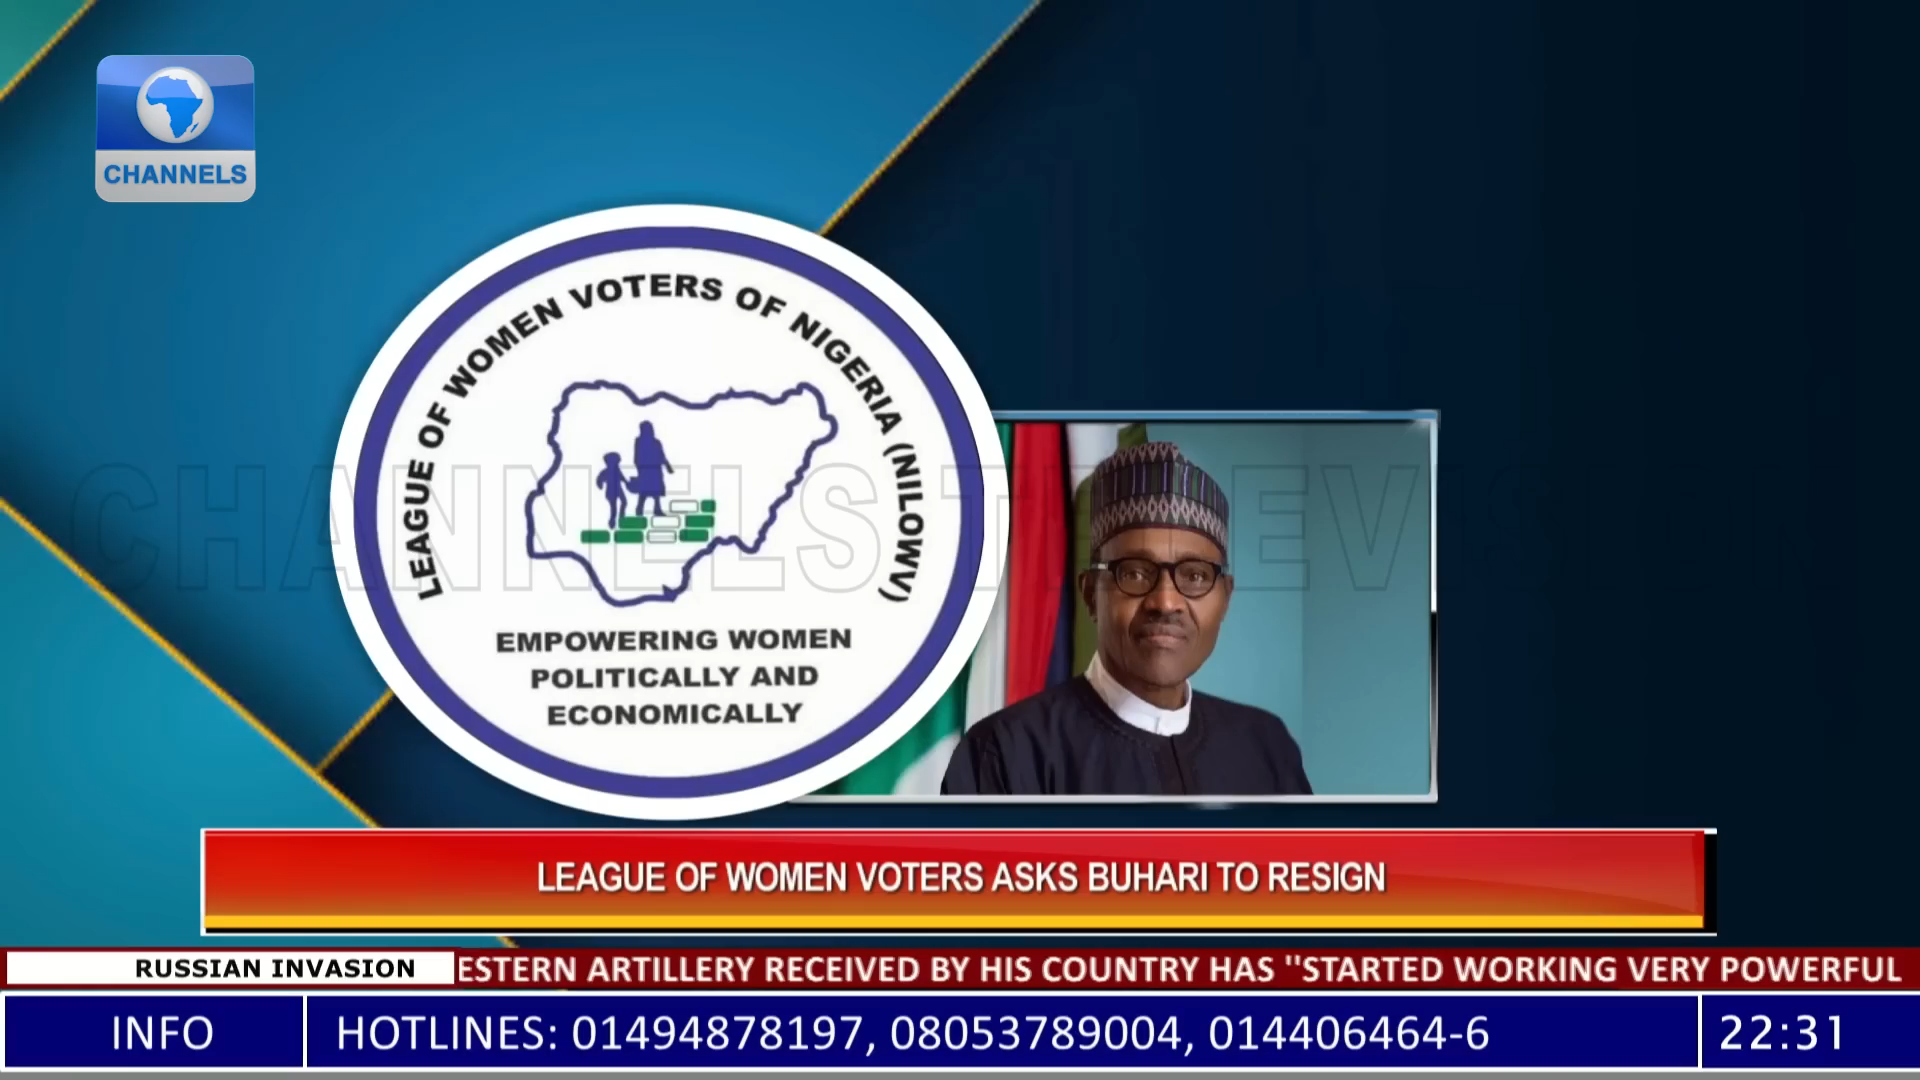 CHANNELS
LEAGUE OF WOMEN VOTERS OF NIGERIA (NILOWV)
EMPOWERING WOMEN
POLITICALLY AND
ECONOMICALLY
CHANNELS TELEVISION
LEAGUE OF WOMEN VOTERS ASKS BUHARI TO RESIGN
RUSSIAN INVASION
ESTERN ARTILLERY RECEIVED BY HIS COUNTRY HAS "STARTED WORKING VERY POWERFUL
INFO
HOTLINES: 01494878197, 08053789004, 014406464-6
22:31